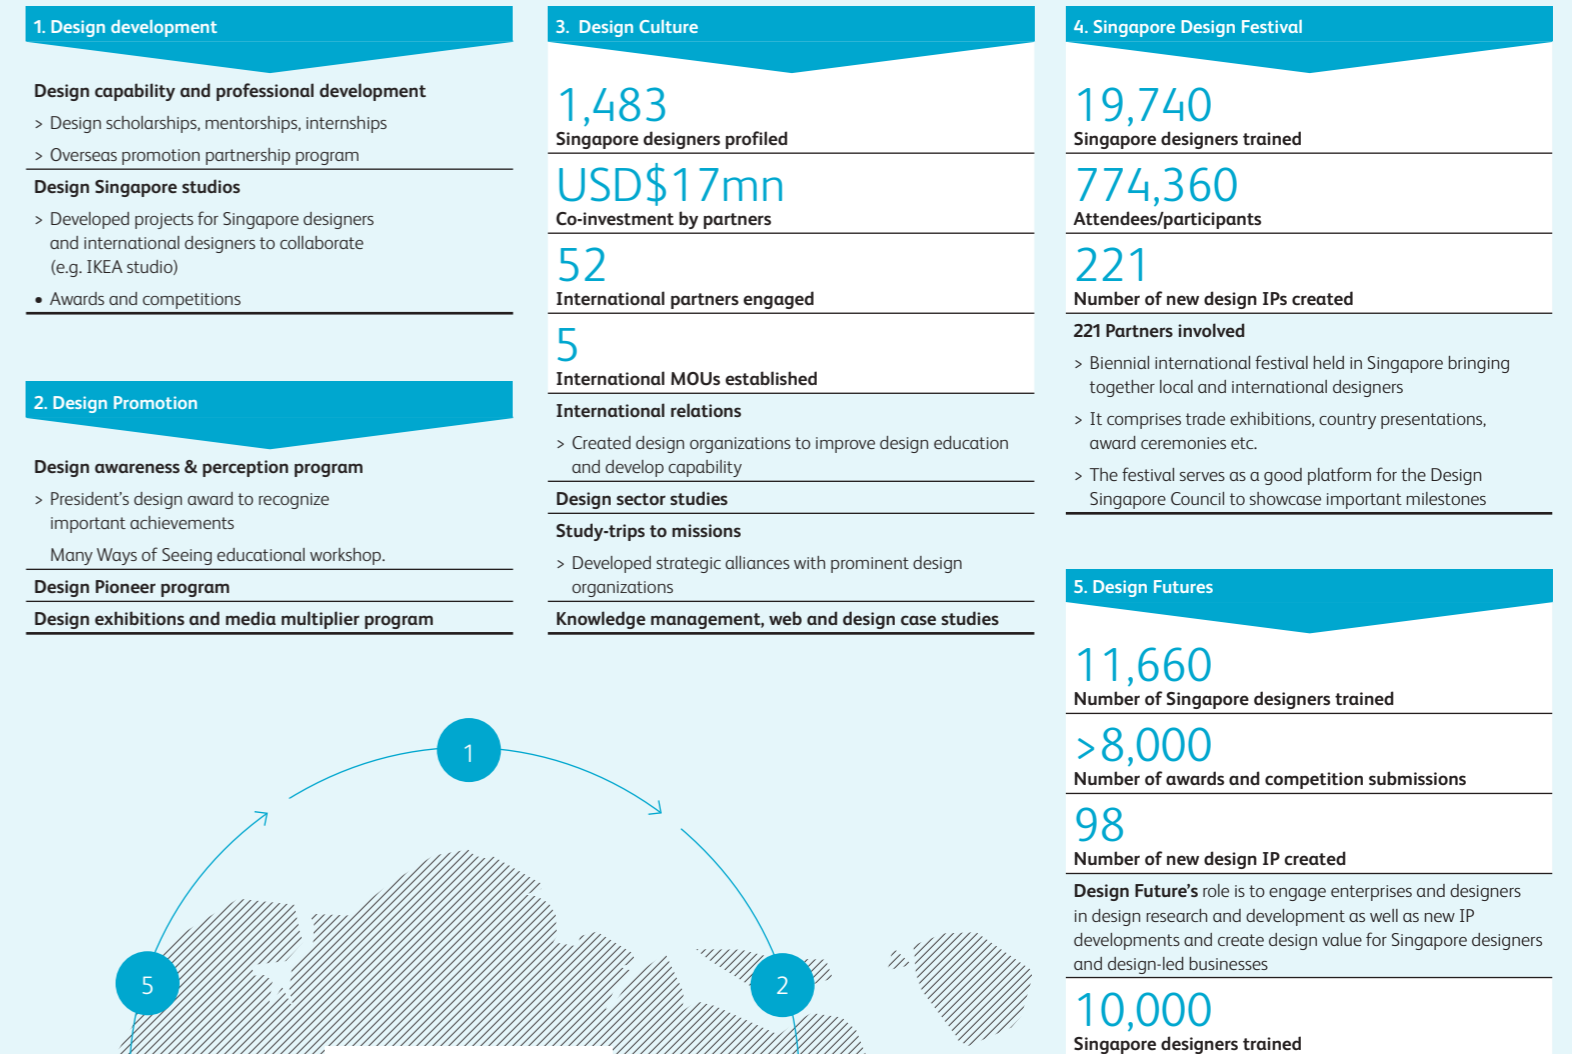 1. Design development
Design capability and professional development
> Design scholarships, mentorships, internships
> Overseas promotion partnership program
Design Singapore studios
> Developed projects for Singapore designers
and international designers to collaborate
(e.g. IKEA studio)
• Awards and competitions
2. Design Promotion
Design awareness & perception program
> President’s design award to recognize
important achievements
Many Ways of Seeing educational workshop.
Design Pioneer program
Design exhibitions and media multiplier program
3. Design Culture
1,483
Singapore designers profiled
USD$17mn
Co-investment by partners
52
International partners engaged
5
International MOUs established
International relations
> Created design organizations to improve design education
and develop capability
Design sector studies
Study-trips to missions
> Developed strategic alliances with prominent design
organizations
Knowledge management, web and design case studies
4. Singapore Design Festival
19,740
Singapore designers trained
774,360
Attendees/participants
221
Number of new design IPs created
221 Partners involved
> Biennial international festival held in Singapore bringing
together local and international designers
> It comprises trade exhibitions, country presentations,
award ceremonies etc.
> The festival serves as a good platform for the Design
Singapore Council to showcase important milestones
5. Design Futures
11,660
Number of Singapore designers trained
>8,000
Number of awards and competition submissions
98
Number of new design IP created
Design Future’s role is to engage enterprises and designers
in design research and development as well as new IP
developments and create design value for Singapore designers
and design-led businesses
10,000
Singapore designers trained
1
5
2